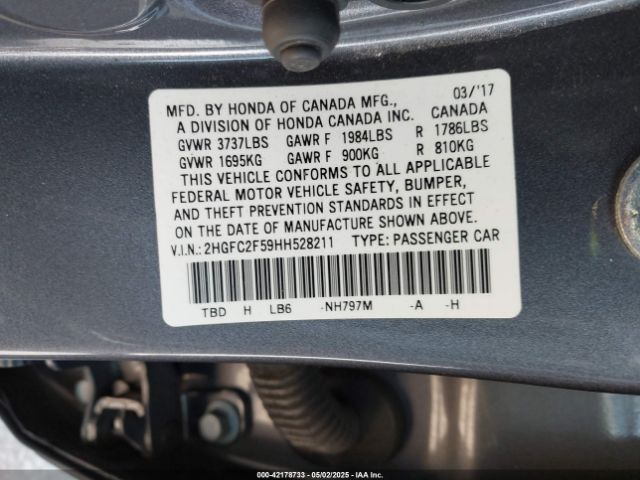 MFD. BY HONDA OF CANADA MFG., 03/'17
A DIVISION OF HONDA CANADA INC. CANADA
GVWR 3737LBS GAWR F 1984LBS R 1786LBS
GVWR 1695KG GAWR F 900KG R 810KG
THIS VEHICLE CONFORMS TO ALL APPLICABLE
FEDERAL MOTOR VEHICLE SAFETY, BUMPER,
AND THEFT PREVENTION STANDARDS IN EFFECT
ON THE DATE OF MANUFACTURE SHOWN ABOVE.
V.I.N.: 2HGFC2F59HH528211 TYPE: PASSENGER CAR
TBD H LB6 -NH797M -A -H
00-42178733 - 05/02/2025 - IAA Inc.